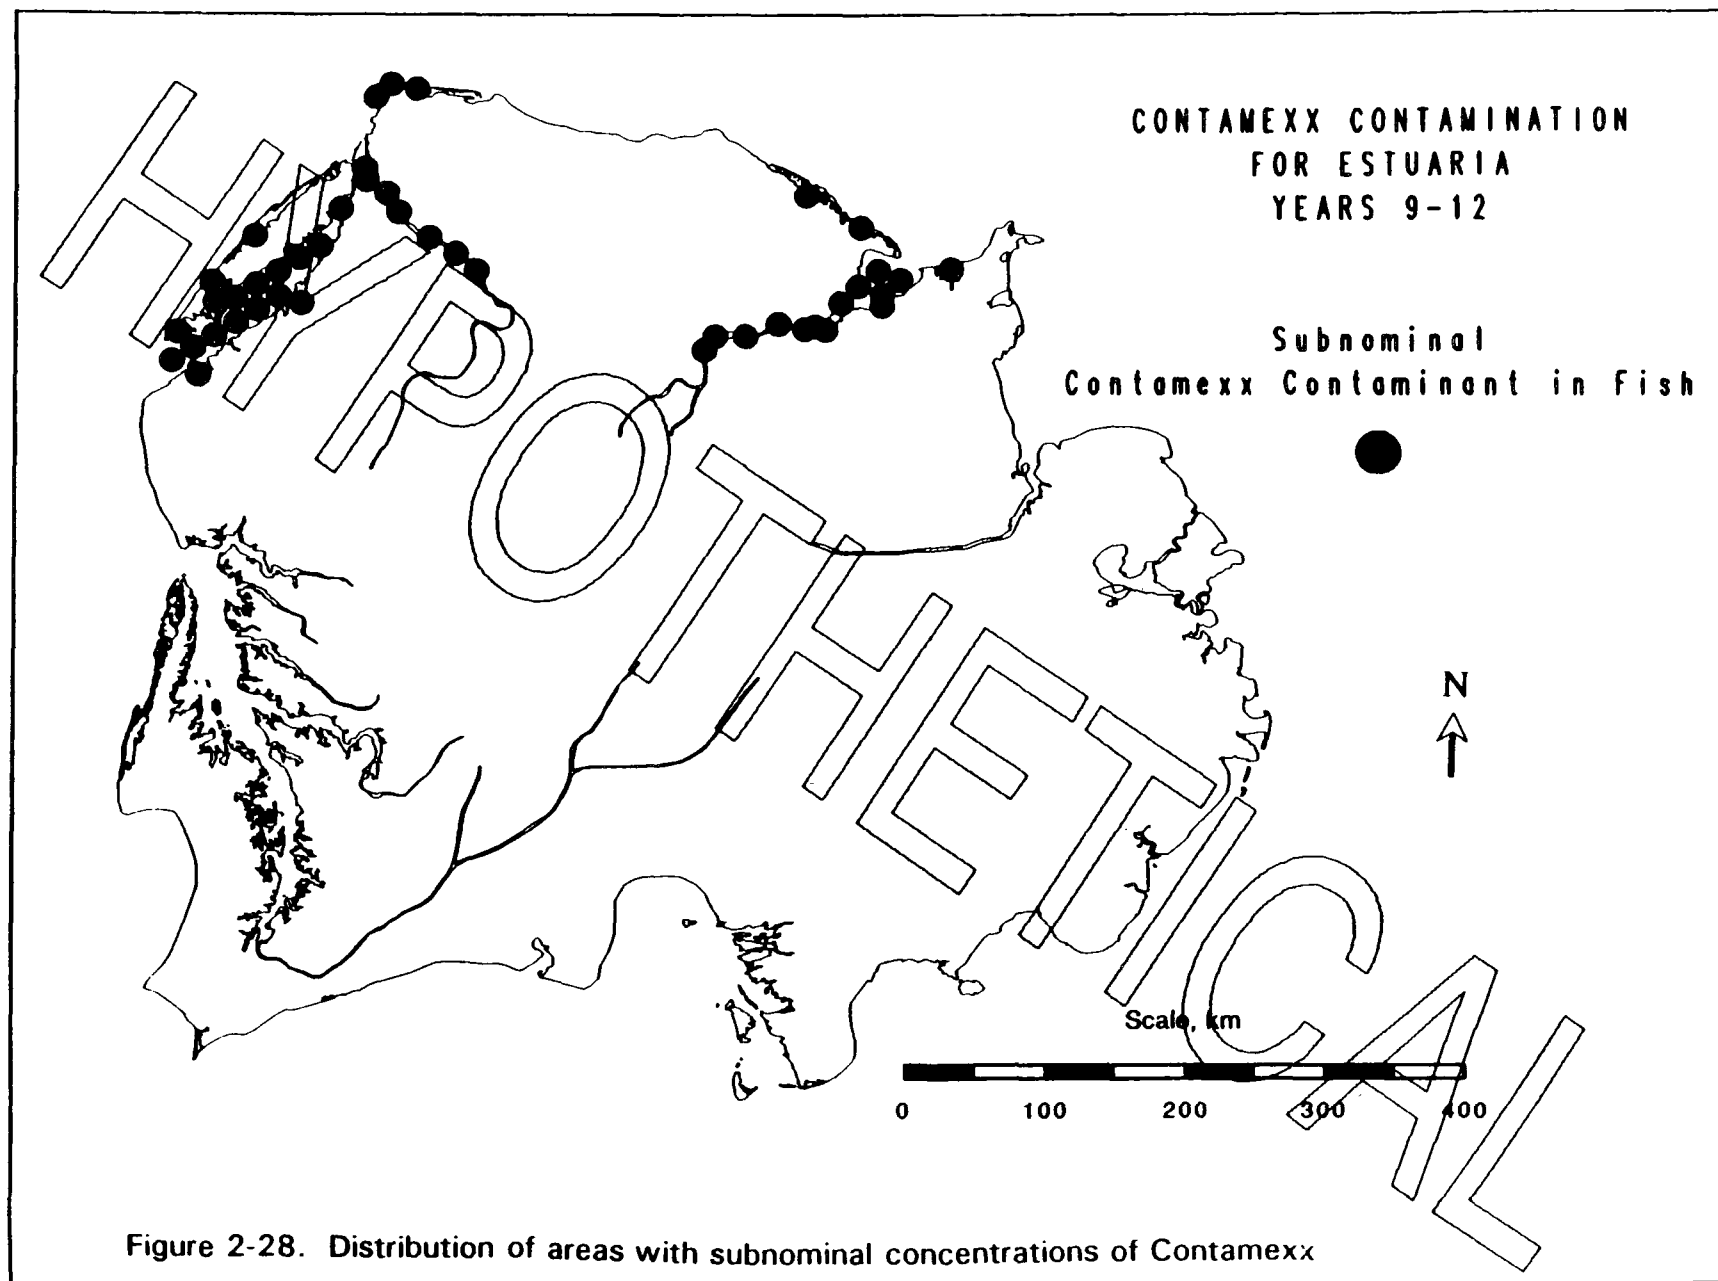 CONTAMEXX CONTAMINATION
FOR ESTUARIA
YEARS 9-12
Subnominal
Contamexx Contaminant in Fish
HYPOTHETICAL
N
Scale, km
0 100 200 300 400
Figure 2-28. Distribution of areas with subnominal concentrations of Contamexx